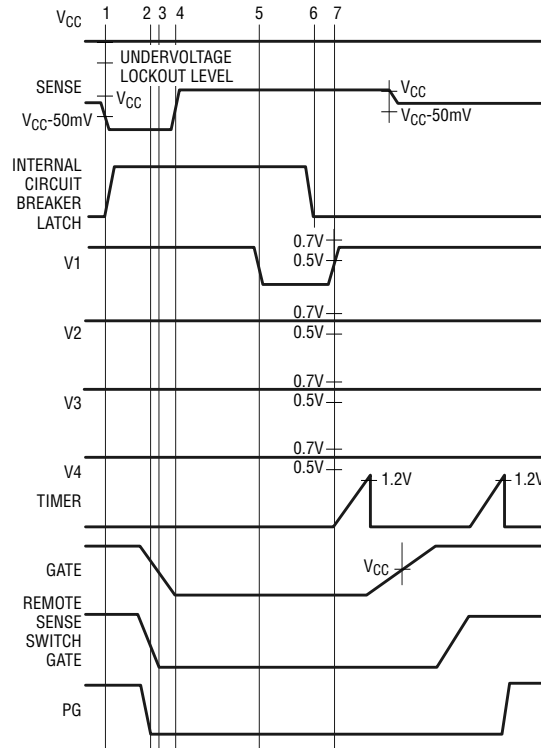 1 2 3 4 5 6 7
VCC
UNDERVOLTAGE
LOCKOUT LEVEL
SENSE
VCC
VCC-50mV
VCC
VCC-50mV
INTERNAL
CIRCUIT
BREAKER
LATCH
V1
0.7V
0.5V
V2
0.7V
0.5V
V3
0.7V
0.5V
V4
0.7V
0.5V
TIMER
1.2V
1.2V
GATE
VCC
REMOTE
SENSE
SWITCH
GATE
PG